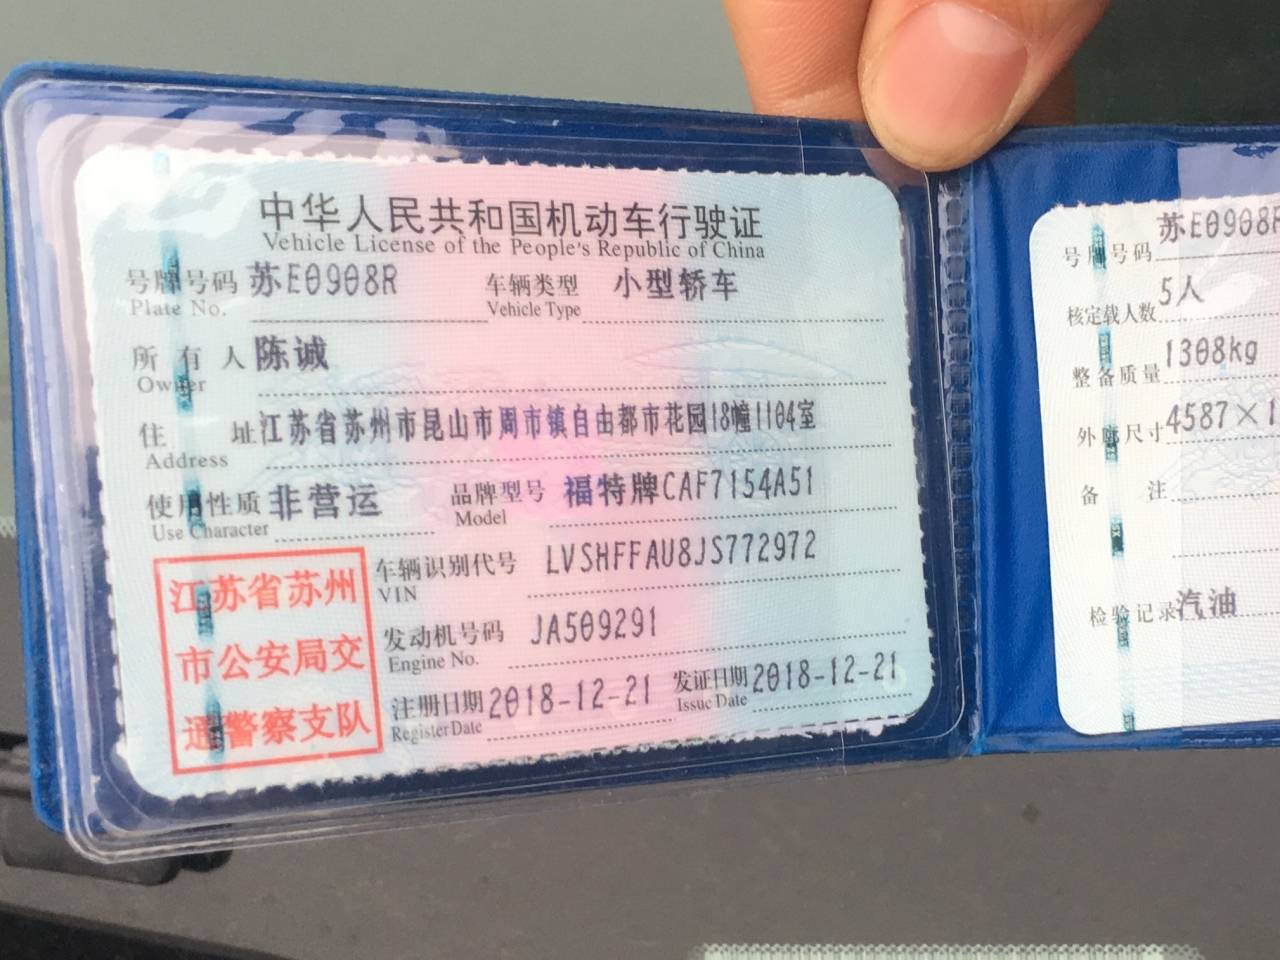 中华人民共和国机动车行驶证
Vehicle License of the People's Republic of China
号牌号码 苏E0908R 车辆类型 小型轿车
Plate No. Vehicle Type
所有人 陈诚
Owner
住址 江苏省苏州市昆山市周市镇自由都市花园18幢1104室
Address
使用性质 非营运 品牌型号 福特牌CAF7154A51
Use Character Model
车辆识别代号 LVSHFFAU8JS772972
VIN
发动机号码 JA509291
Engine No.
注册日期 2018-12-21 发证日期 2018-12-21
Register Date Issue Date
江苏省苏州
市公安局交
通警察支队
号牌号码 苏E0908R
核定载人数 5人
整备质量 1308kg
外廓尺寸 4587×1
备注
检验记录 汽油